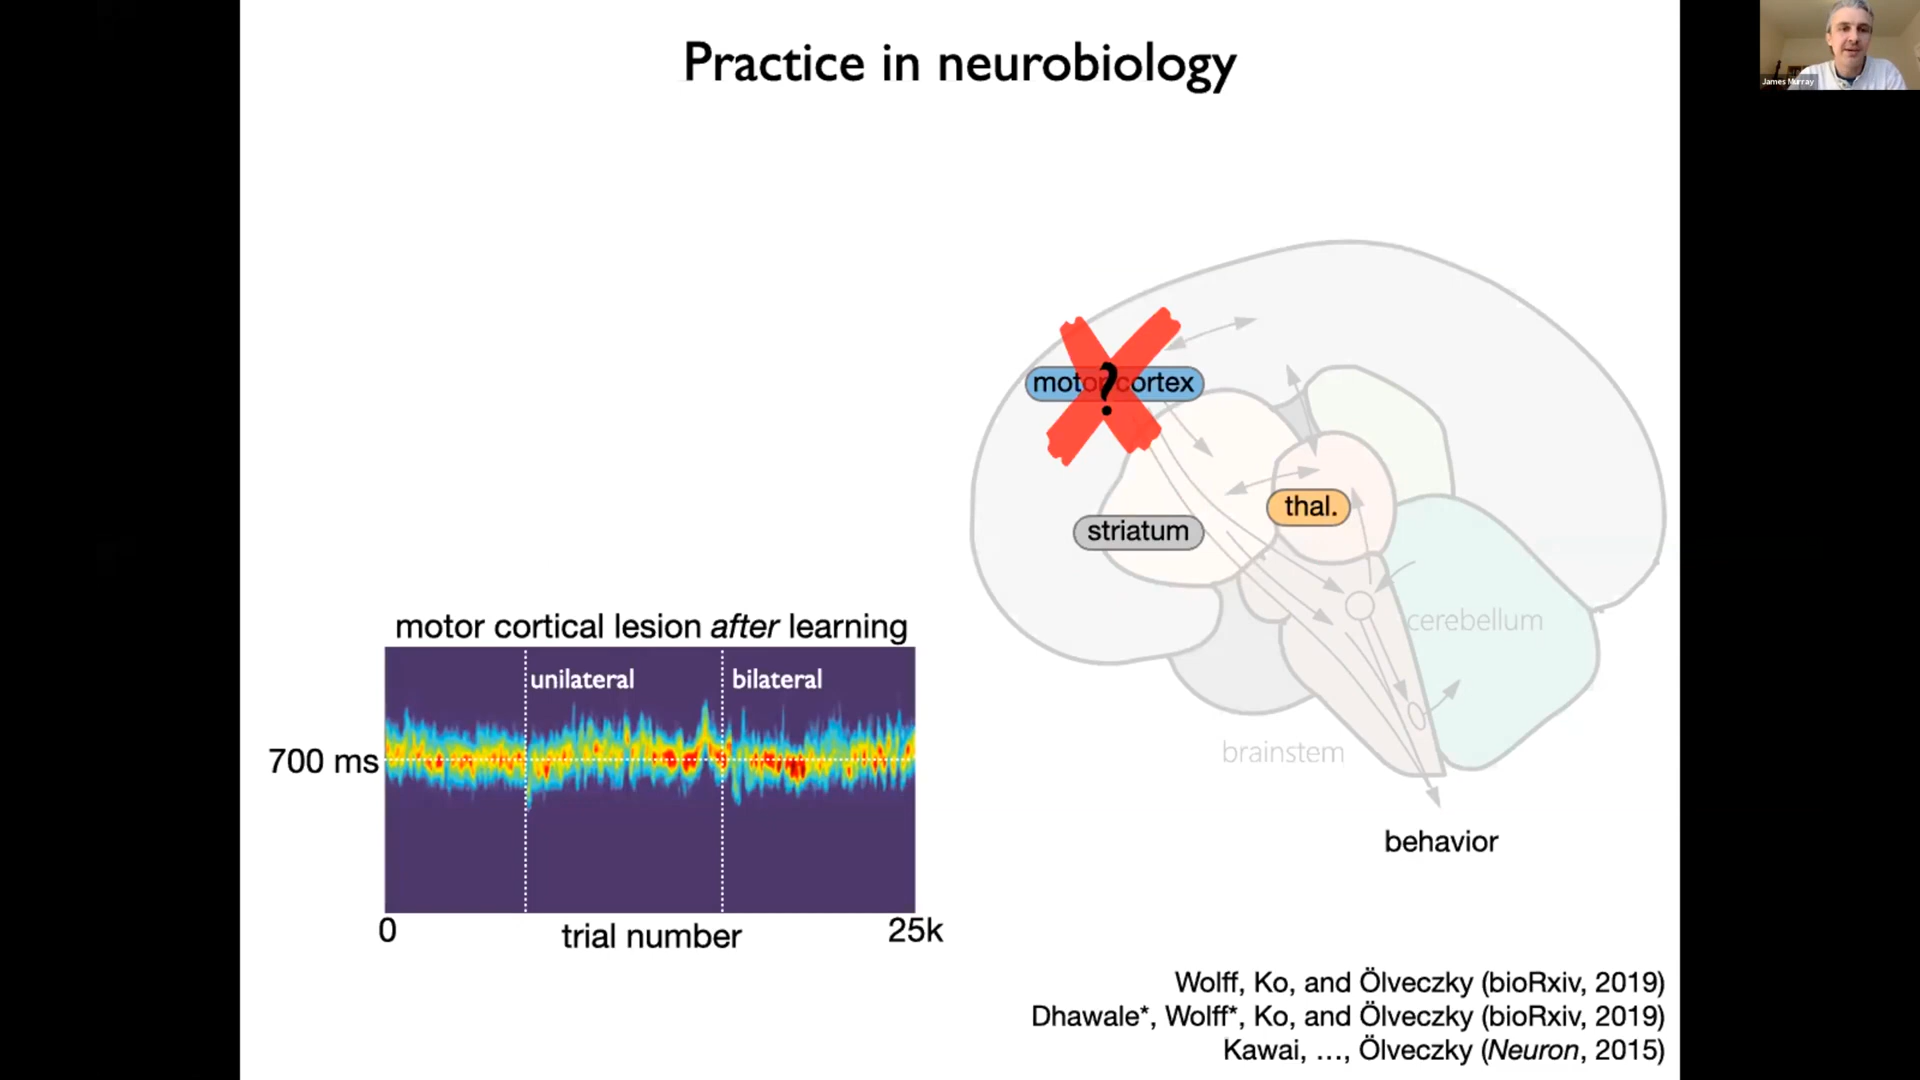 Practice in neurobiology
James Murray
motor cortex
?
striatum
thal.
cerebellum
brainstem
behavior
motor cortical lesion after learning
unilateral
bilateral
700 ms
0
25k
trial number
Wolff, Ko, and Ölveczky (bioRxiv, 2019)
Dhawale*, Wolff*, Ko, and Ölveczky (bioRxiv, 2019)
Kawai, ..., Ölveczky (Neuron, 2015)